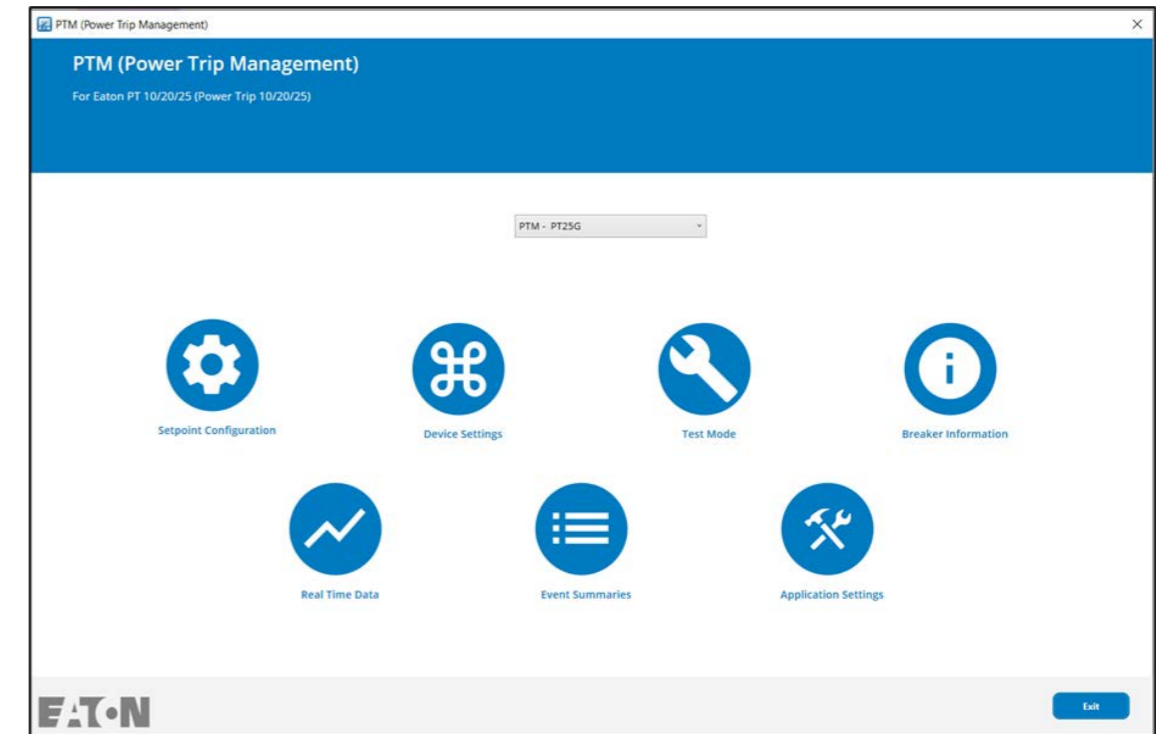 PTM (Power Trip Management)
PTM (Power Trip Management)
For Eaton PT 10/20/25 (Power Trip 10/20/25)
PTM - PT25G
Setpoint Configuration
Device Settings
Test Mode
Breaker Information
Real Time Data
Event Summaries
Application Settings
EATON
Exit